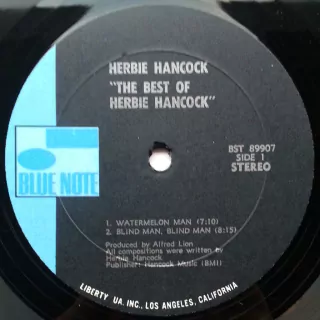 HERBIE HANCOCK
"THE BEST OF
HERBIE HANCOCK"
BST 89907
SIDE 1
STEREO
BLUE NOTE
1. WATERMELON MAN (7:10)
2. BLIND MAN, BLIND MAN (8:15)
Produced by Alfred Lion
All compositions were written by
Herbie Hancock
Publisher: Hancock Music (BMI)
LIBERTY UA, INC., LOS ANGELES, CALIFORNIA